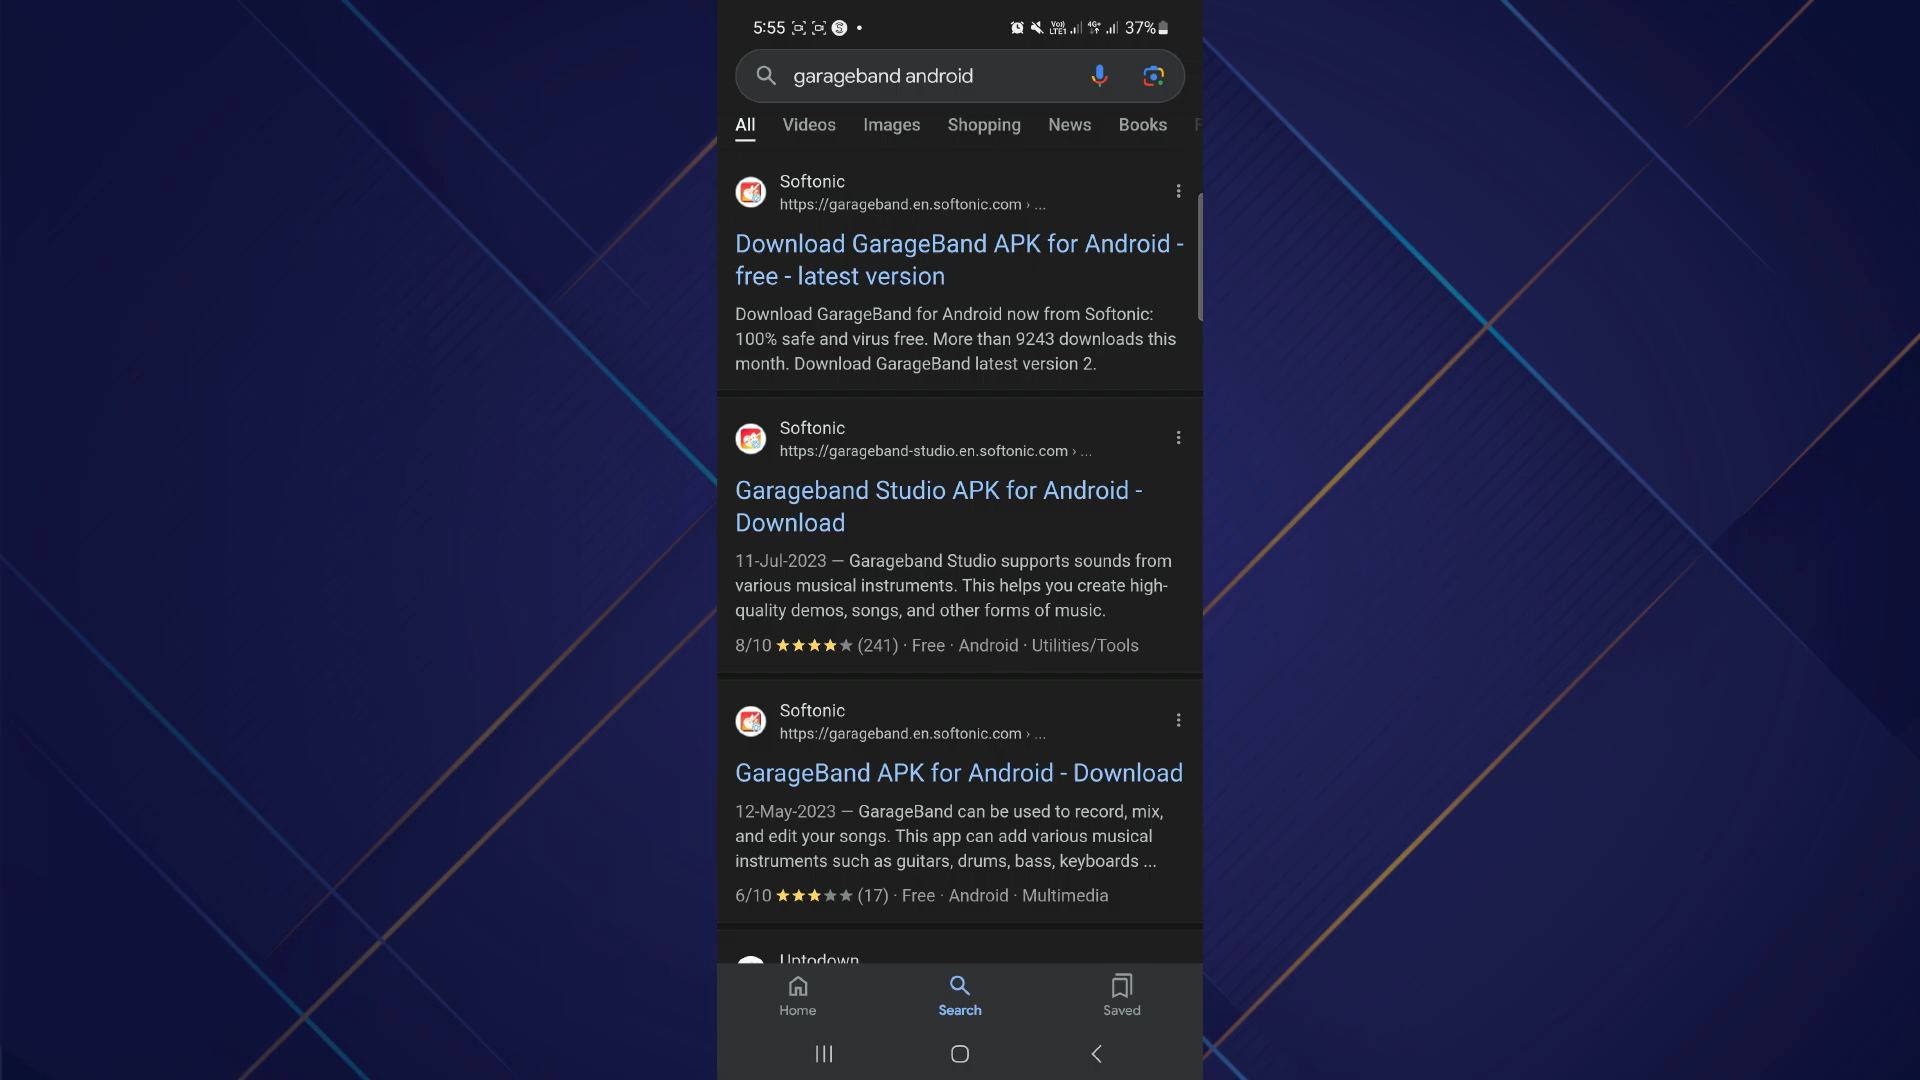 5:55
37%
garageband android
All Videos Images Shopping News Books
Softonic
https://garageband.en.softonic.com › ...
Download GarageBand APK for Android -
free - latest version
Download GarageBand for Android now from Softonic:
100% safe and virus free. More than 9243 downloads this
month. Download GarageBand latest version 2.
Softonic
https://garageband-studio.en.softonic.com › ...
Garageband Studio APK for Android -
Download
11-Jul-2023 — Garageband Studio supports sounds from
various musical instruments. This helps you create high-
quality demos, songs, and other forms of music.
8/10 ★★★★★ (241) · Free · Android · Utilities/Tools
Softonic
https://garageband.en.softonic.com › ...
GarageBand APK for Android - Download
12-May-2023 — GarageBand can be used to record, mix,
and edit your songs. This app can add various musical
instruments such as guitars, drums, bass, keyboards ...
6/10 ★★★★★ (17) · Free · Android · Multimedia
Uptodown
Home Search Saved